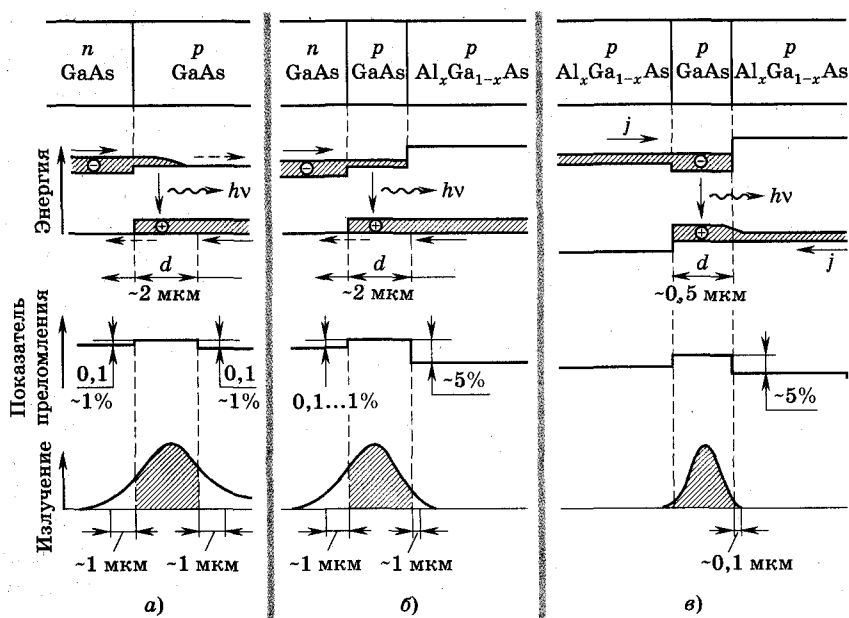 n p n p p p p p
GaAs GaAs GaAs GaAs AlₓGa₁₋ₓAs AlₓGa₁₋ₓAs GaAs AlₓGa₁₋ₓAs
Энергия
⊖ ⊖ j ⊖
hν hν hν
⊕ ⊕ ⊕
d d d j
~2 мкм ~2 мкм ~0,5 мкм
Показатель
преломления
0,1 0,1
~1% ~1% 0,1...1% ~5% ~5%
Излучение
~1 мкм ~1 мкм ~1 мкм ~1 мкм ~0,1 мкм
а) б) в)